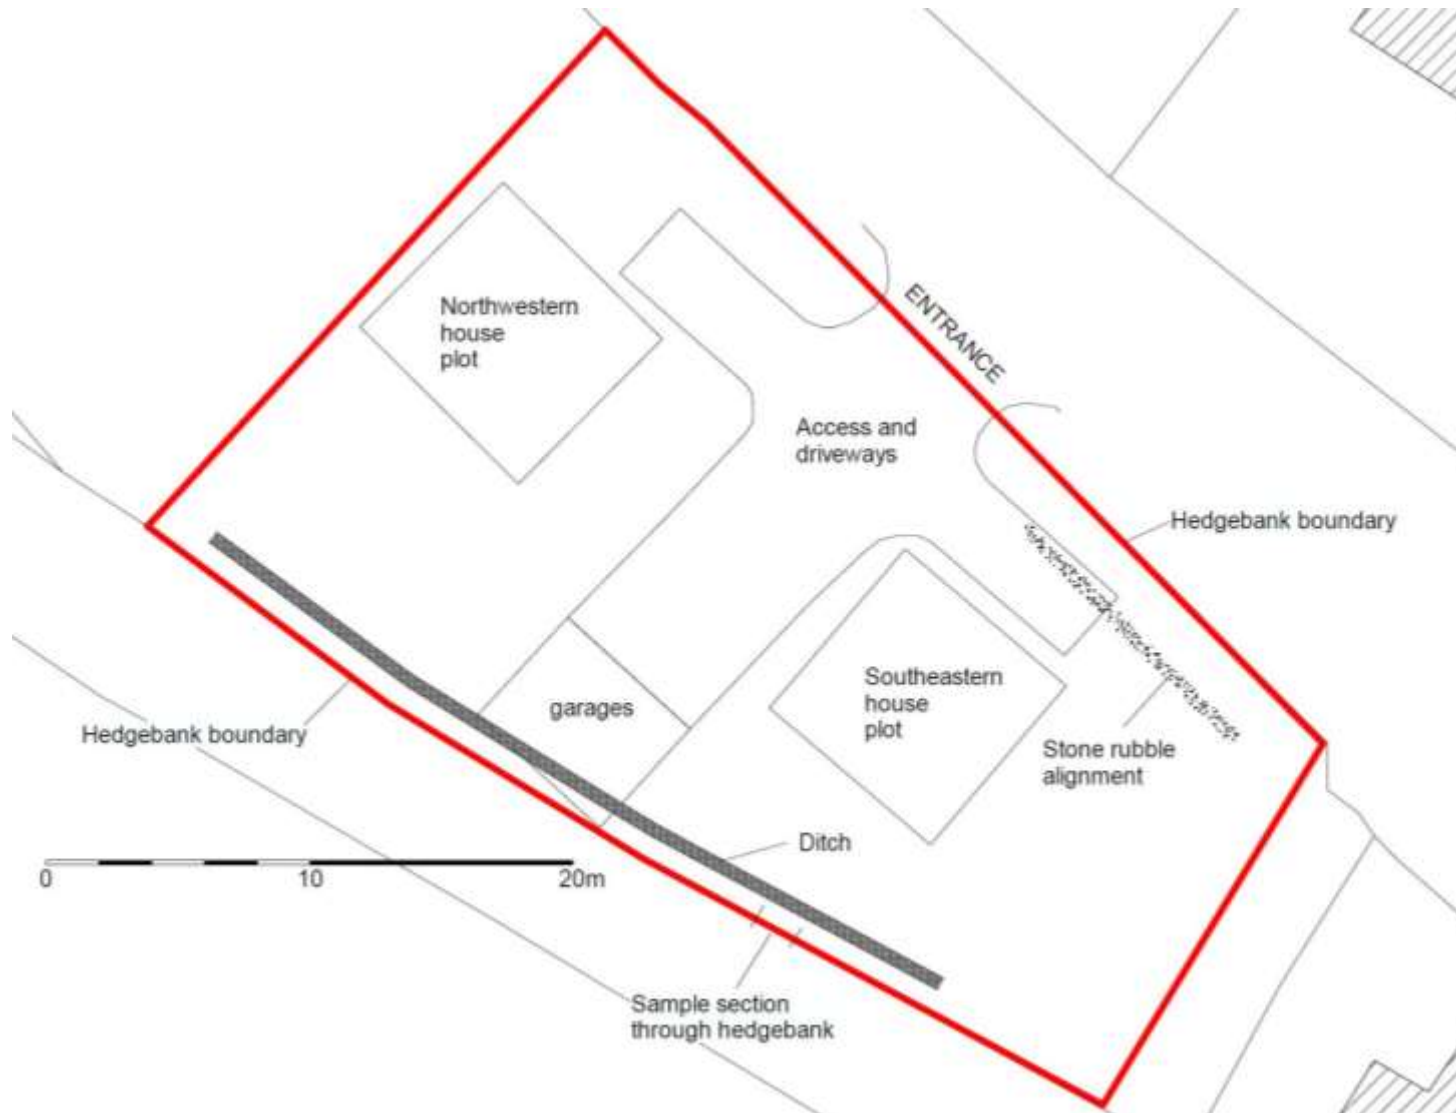 ENTRANCE
Northwestern
house
plot
Access and
driveways
Hedgebank boundary
Southeastern
house
plot
garages
Hedgebank boundary
Stone rubble
alignment
Ditch
0 10 20m
Sample section
through hedgebank